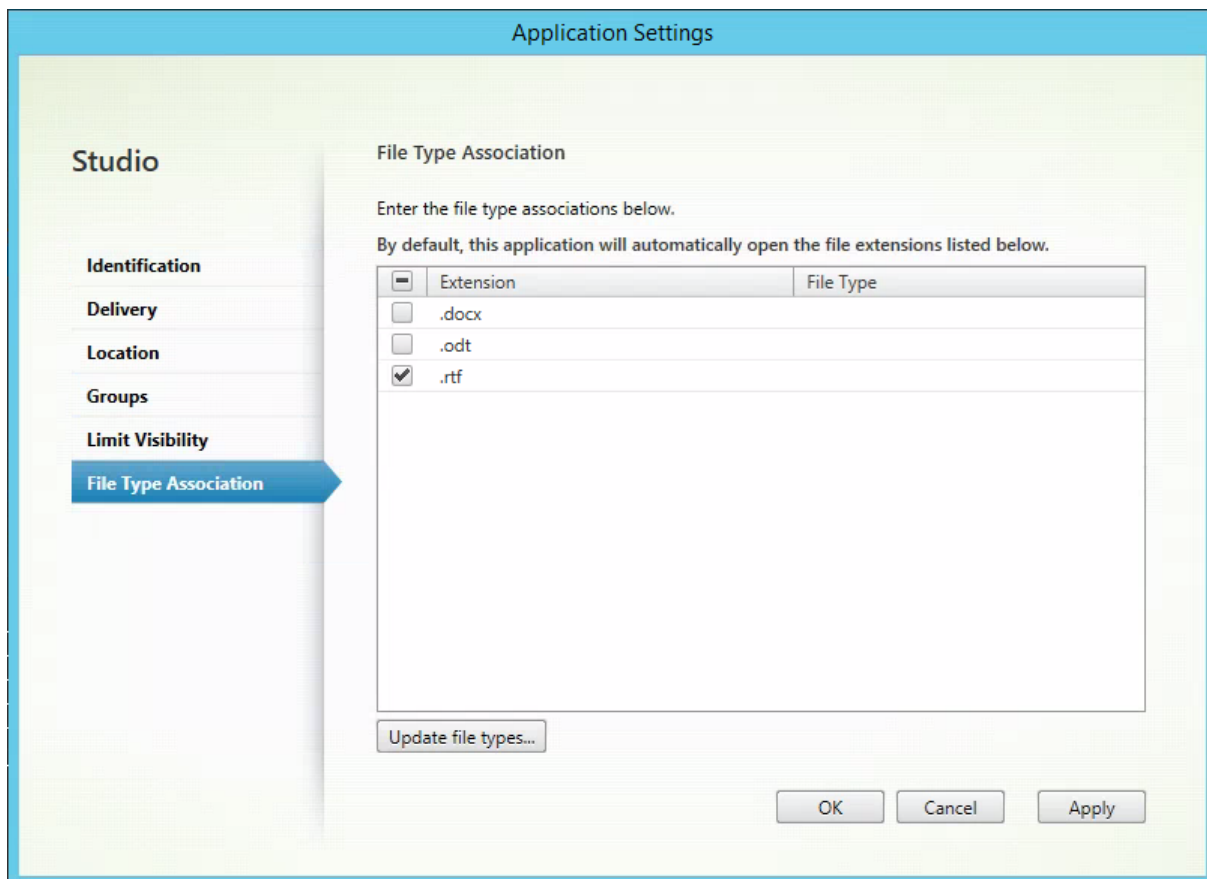 Application Settings
Studio
Identification
Delivery
Location
Groups
Limit Visibility
File Type Association
File Type Association
Enter the file type associations below.
By default, this application will automatically open the file extensions listed below.
Extension File Type
.docx
.odt
.rtf
Update file types...
OK Cancel Apply